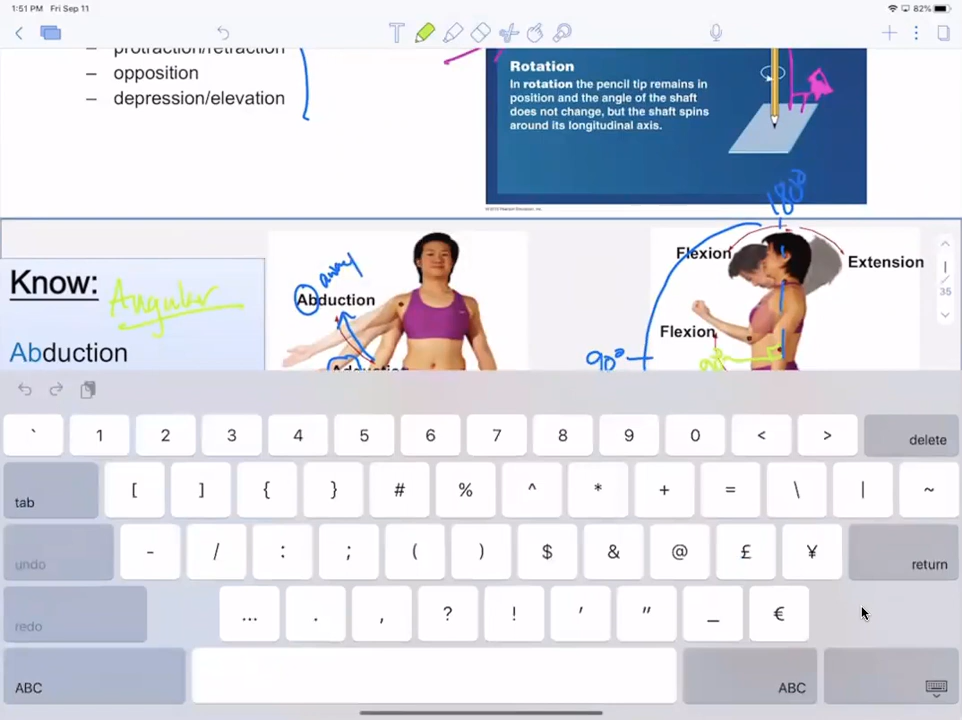 1:51 PM Fri Sep 11
82%
T
– protraction/retraction
– opposition
– depression/elevation
Rotation
In rotation the pencil tip remains in
position and the angle of the shaft
does not change, but the shaft spins
around its longitudinal axis.
180°
Know: Angular
Abduction
away
Abduction
Adduction
Flexion
Extension
Flexion
90°
90°
35
` 1 2 3 4 5 6 7 8 9 0 < > delete
tab [ ] { } # % ^ * + = \ | ~
undo - / : ; ( ) $ & @ £ ¥ return
redo ... . , ? ! ' " _ €
ABC ABC